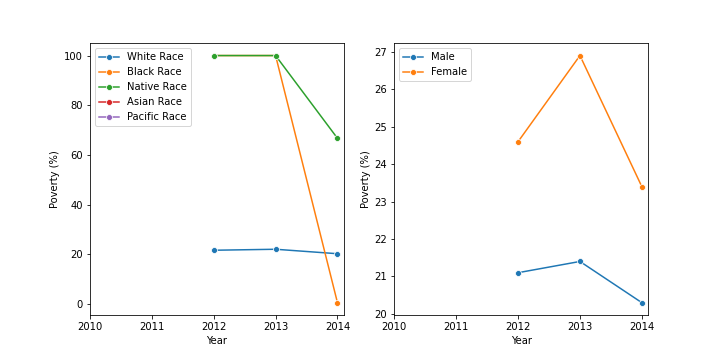 White Race
Black Race
Native Race
Asian Race
Pacific Race
100
80
60
40
20
0
Poverty (%)
2010 2011 2012 2013 2014
Year
Male
Female
27
26
25
24
23
22
21
20
Poverty (%)
2010 2011 2012 2013 2014
Year